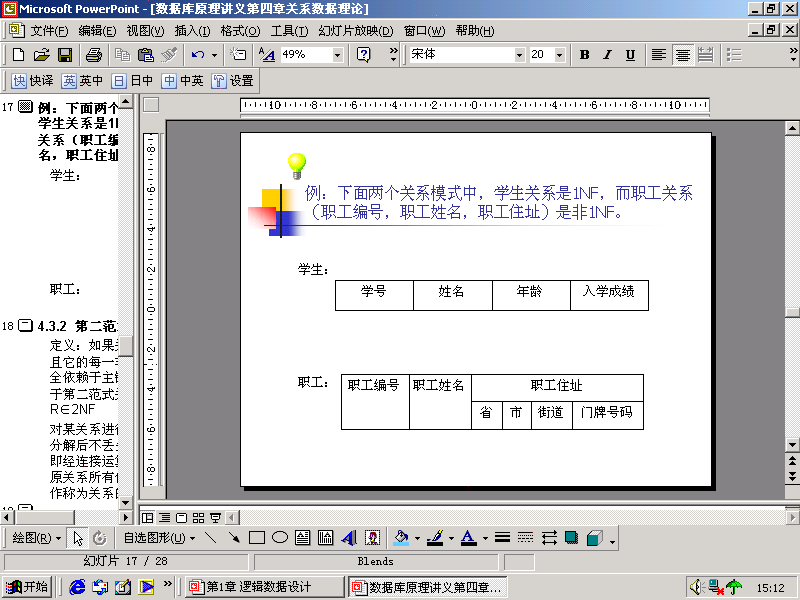 Microsoft PowerPoint - [数据库原理讲义第四章关系数据理论]
文件(F) 编辑(E) 视图(V) 插入(I) 格式(O) 工具(T) 幻灯片放映(D) 窗口(W) 帮助(H)
49% 宋体 20 B I U
快 快译 英 英中 日 日中 中 中英 设置
17 例：下面两个
学生关系是1N
关系（职工编
名，职工住址
学生：
职工：
18 4.3.2 第二范
定义：如果关
且它的每一
全依赖于主键
于第二范式
R∈2NF
对某关系进行
分解后不丢
即经连接运算
原关系所有
作称为关系的
例：下面两个关系模式中，学生关系是1NF，而职工关系
（职工编号，职工姓名，职工住址）是非1NF。
学生：
学号 姓名 年龄 入学成绩
职工：
职工编号 职工姓名 职工住址
省 市 街道 门牌号码
绘图(R) 自选图形(U)
幻灯片 17 / 28 Blends
开始 第1章 逻辑数据设计 数据库原理讲义第四章... 15:12